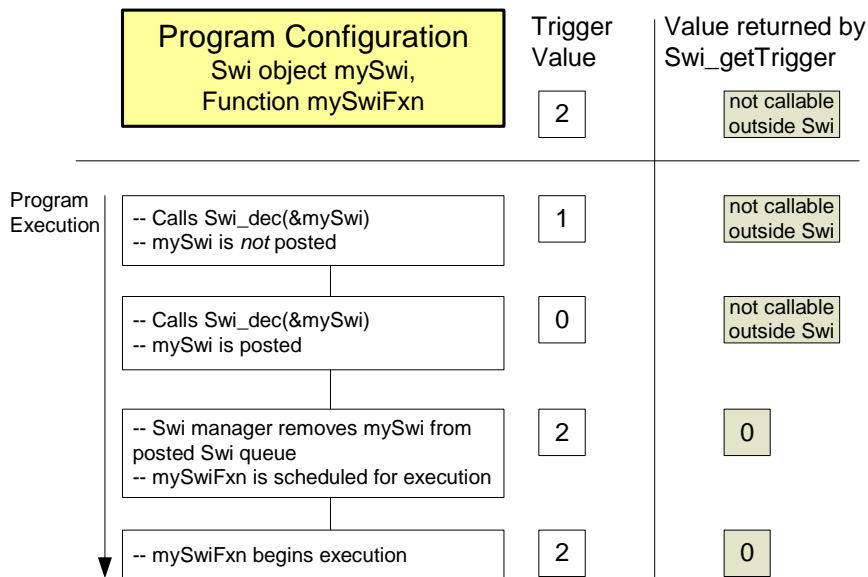 Program Configuration
Swi object mySwi,
Function mySwiFxn
Trigger
Value
Value returned by
Swi_getTrigger
2
not callable
outside Swi
Program
Execution
-- Calls Swi_dec(&mySwi)
-- mySwi is not posted
1
not callable
outside Swi
-- Calls Swi_dec(&mySwi)
-- mySwi is posted
0
not callable
outside Swi
-- Swi manager removes mySwi from
posted Swi queue
-- mySwiFxn is scheduled for execution
2
0
-- mySwiFxn begins execution
2
0